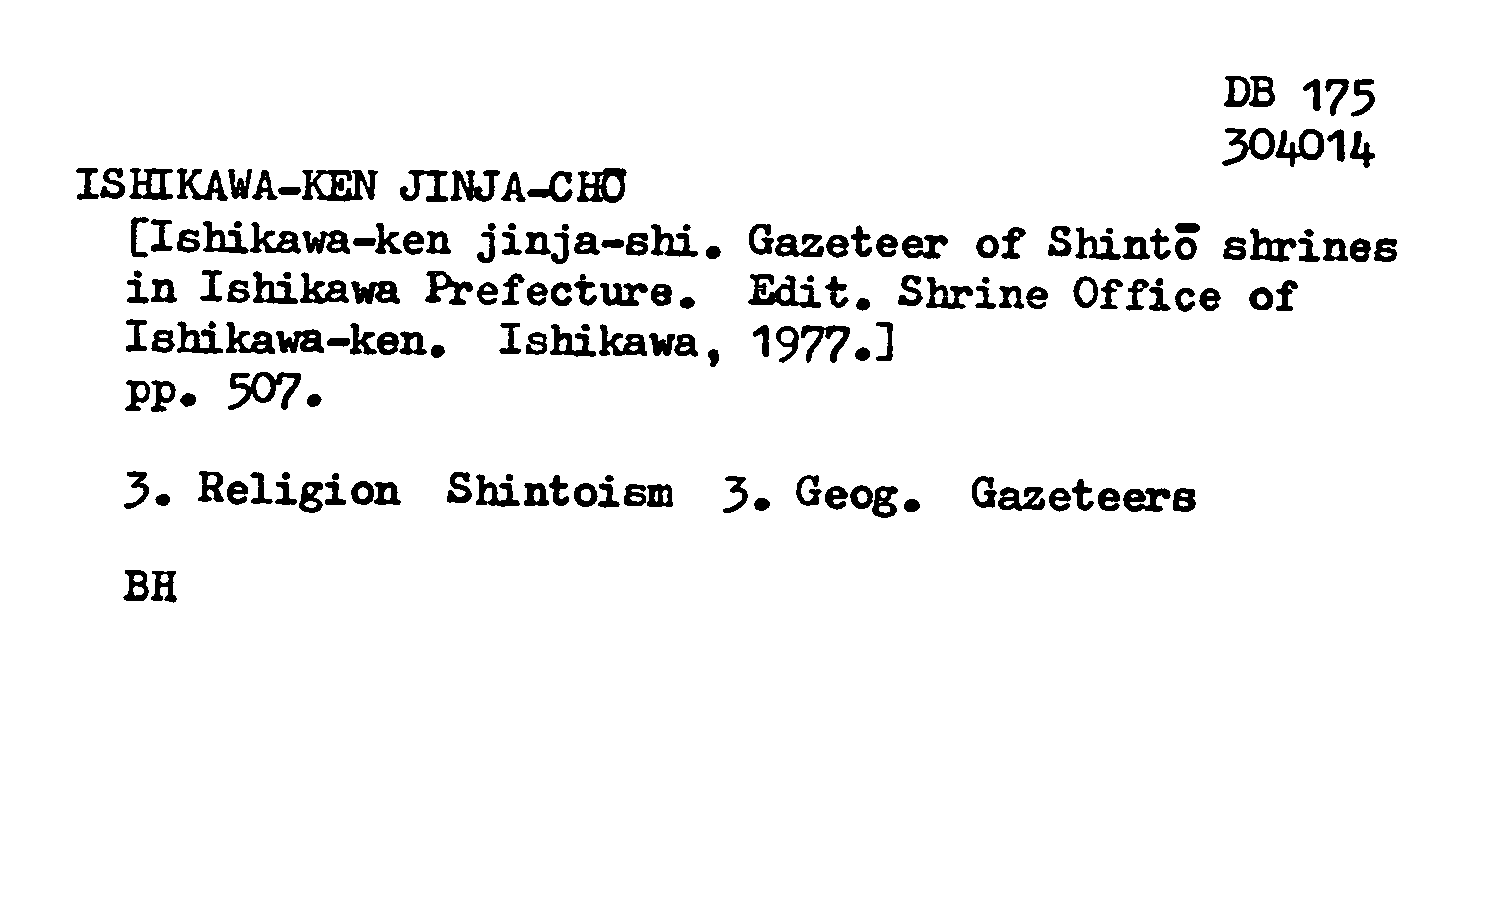 DB 175
304014
ISHIKAWA-KEN JINJA-CHŌ
[Ishikawa-ken jinja-shi. Gazeteer of Shintō shrines
in Ishikawa Prefecture. Edit. Shrine Office of
Ishikawa-ken. Ishikawa, 1977.]
pp. 507.
3. Religion Shintoism 3. Geog. Gazeteers
BH